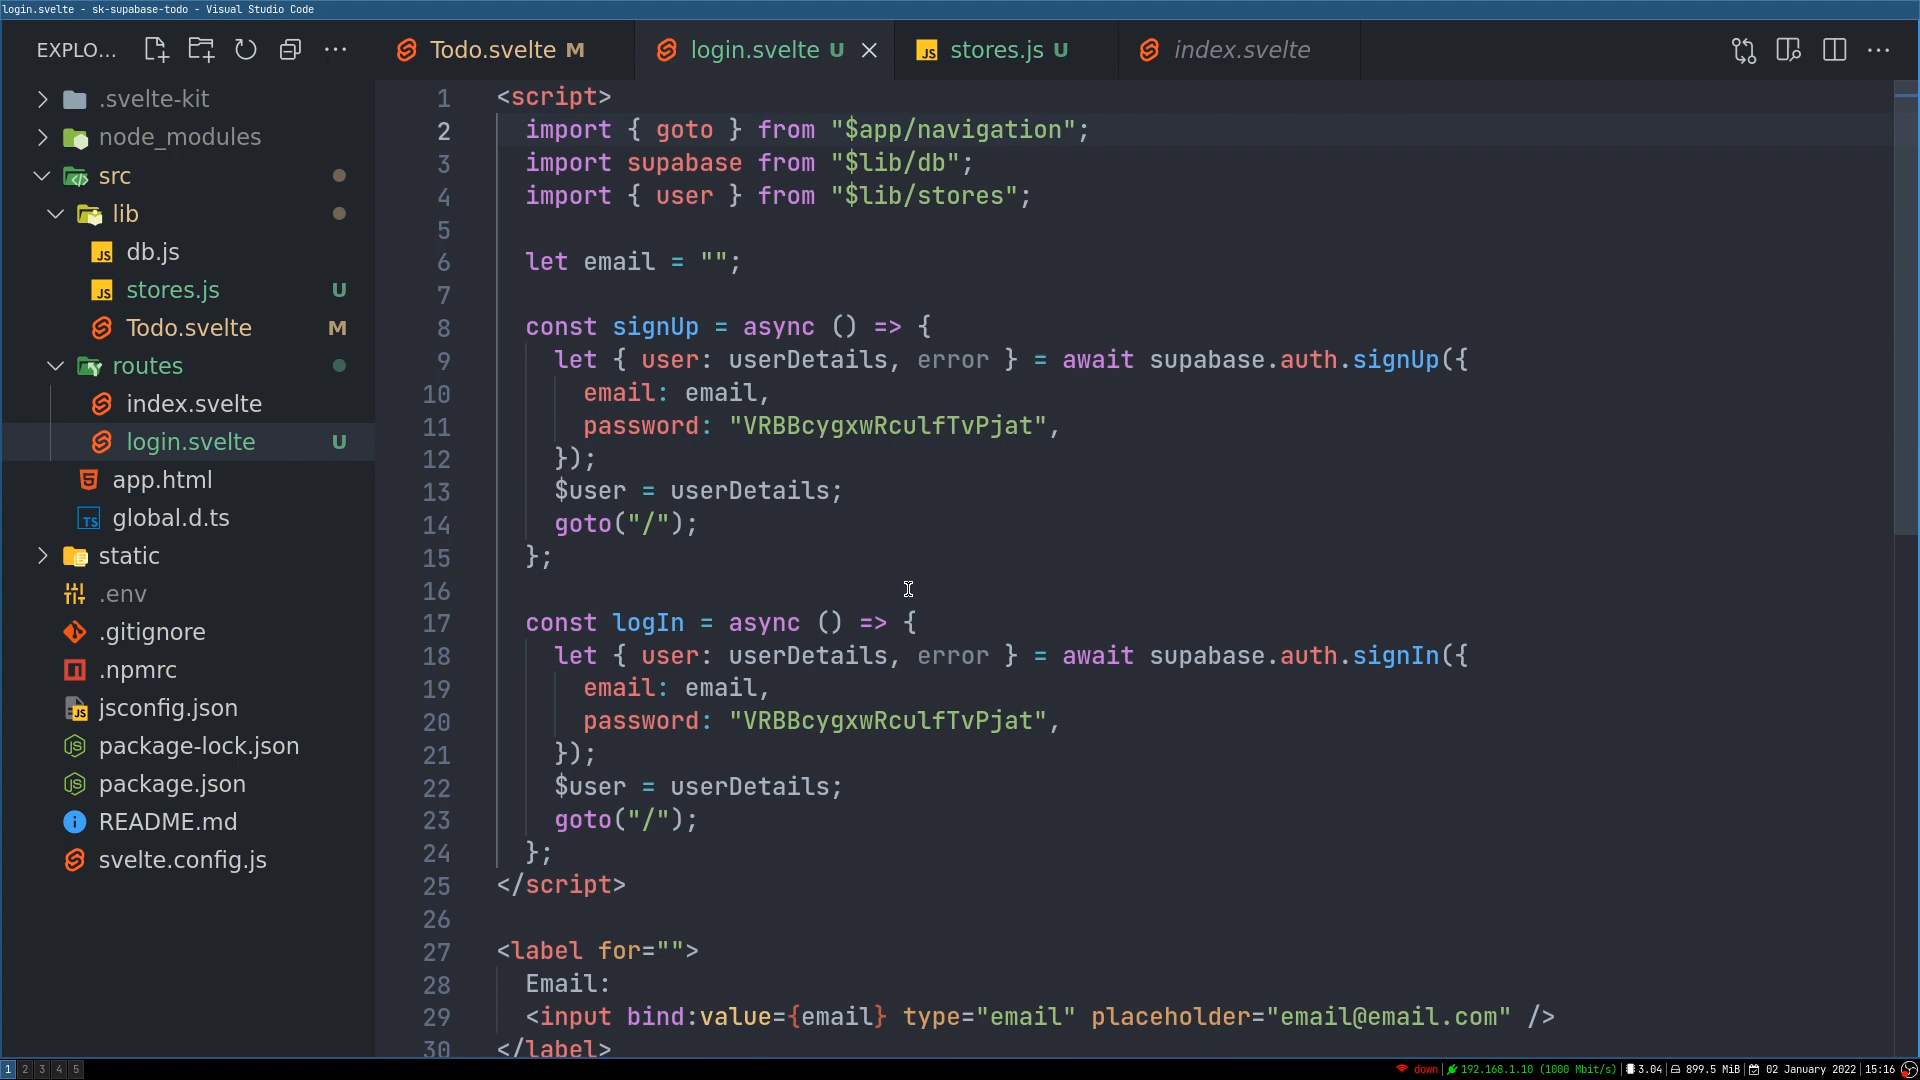 login.svelte - sk-supabase-todo - Visual Studio Code
EXPLO...
Todo.svelte M
login.svelte U
stores.js U
index.svelte
.svelte-kit
node_modules
src
lib
db.js
stores.js U
Todo.svelte M
routes
index.svelte
login.svelte U
app.html
global.d.ts
static
.env
.gitignore
.npmrc
jsconfig.json
package-lock.json
package.json
README.md
svelte.config.js
1 <script>
2 import { goto } from "$app/navigation";
3 import supabase from "$lib/db";
4 import { user } from "$lib/stores";
5
6 let email = "";
7
8 const signUp = async () => {
9 let { user: userDetails, error } = await supabase.auth.signUp({
10 email: email,
11 password: "VRBBcygxwRculfTvPjat",
12 });
13 $user = userDetails;
14 goto("/");
15 };
16
17 const logIn = async () => {
18 let { user: userDetails, error } = await supabase.auth.signIn({
19 email: email,
20 password: "VRBBcygxwRculfTvPjat",
21 });
22 $user = userDetails;
23 goto("/");
24 };
25 </script>
26
27 <label for="">
28 Email:
29 <input bind:value={email} type="email" placeholder="email@email.com" />
30 </label>
1 2 3 4 5
down 192.168.1.10 (1000 Mbit/s) 3.04 899.5 MiB 02 January 2022 15:16